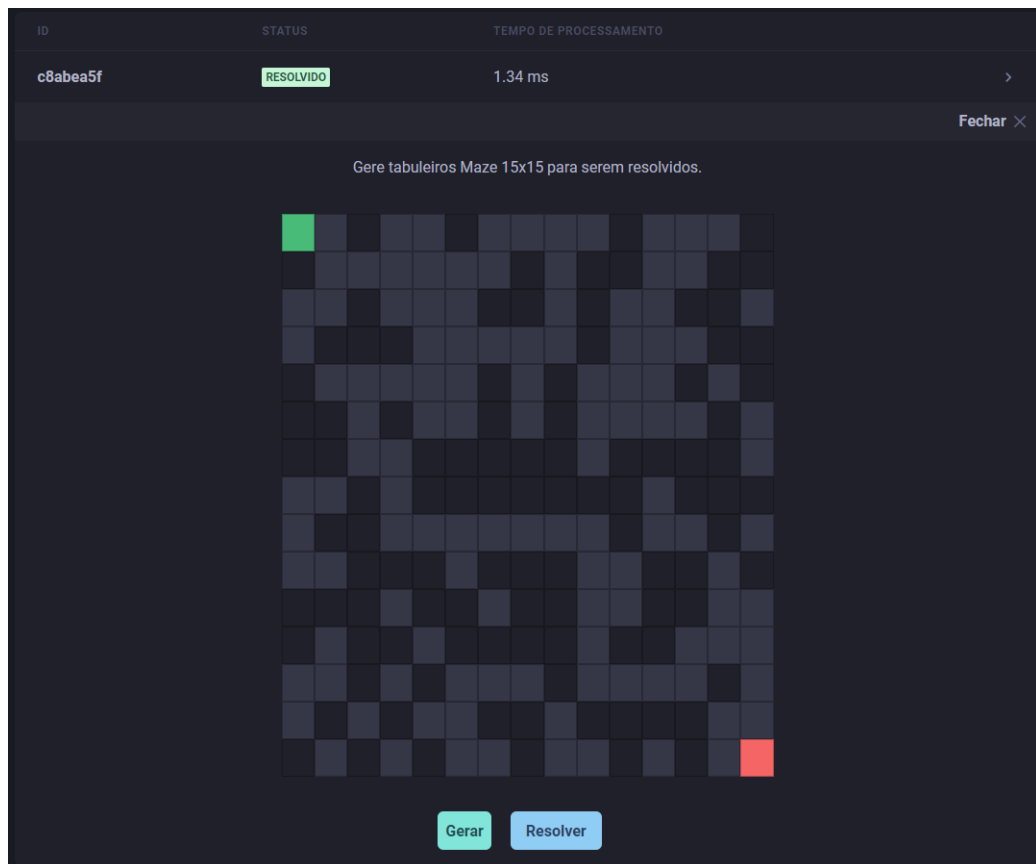 ID STATUS TEMPO DE PROCESSAMENTO
c8abea5f RESOLVIDO 1.34 ms
Fechar
Gere tabuleiros Maze 15x15 para serem resolvidos.
Gerar Resolver